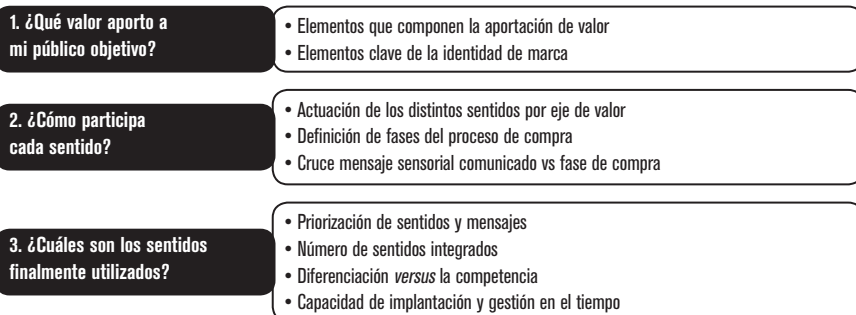 1. ¿Qué valor aporto a
mi público objetivo?
• Elementos que componen la aportación de valor
• Elementos clave de la identidad de marca
2. ¿Cómo participa
cada sentido?
• Actuación de los distintos sentidos por eje de valor
• Definición de fases del proceso de compra
• Cruce mensaje sensorial comunicado vs fase de compra
3. ¿Cuáles son los sentidos
finalmente utilizados?
• Priorización de sentidos y mensajes
• Número de sentidos integrados
• Diferenciación versus la competencia
• Capacidad de implantación y gestión en el tiempo